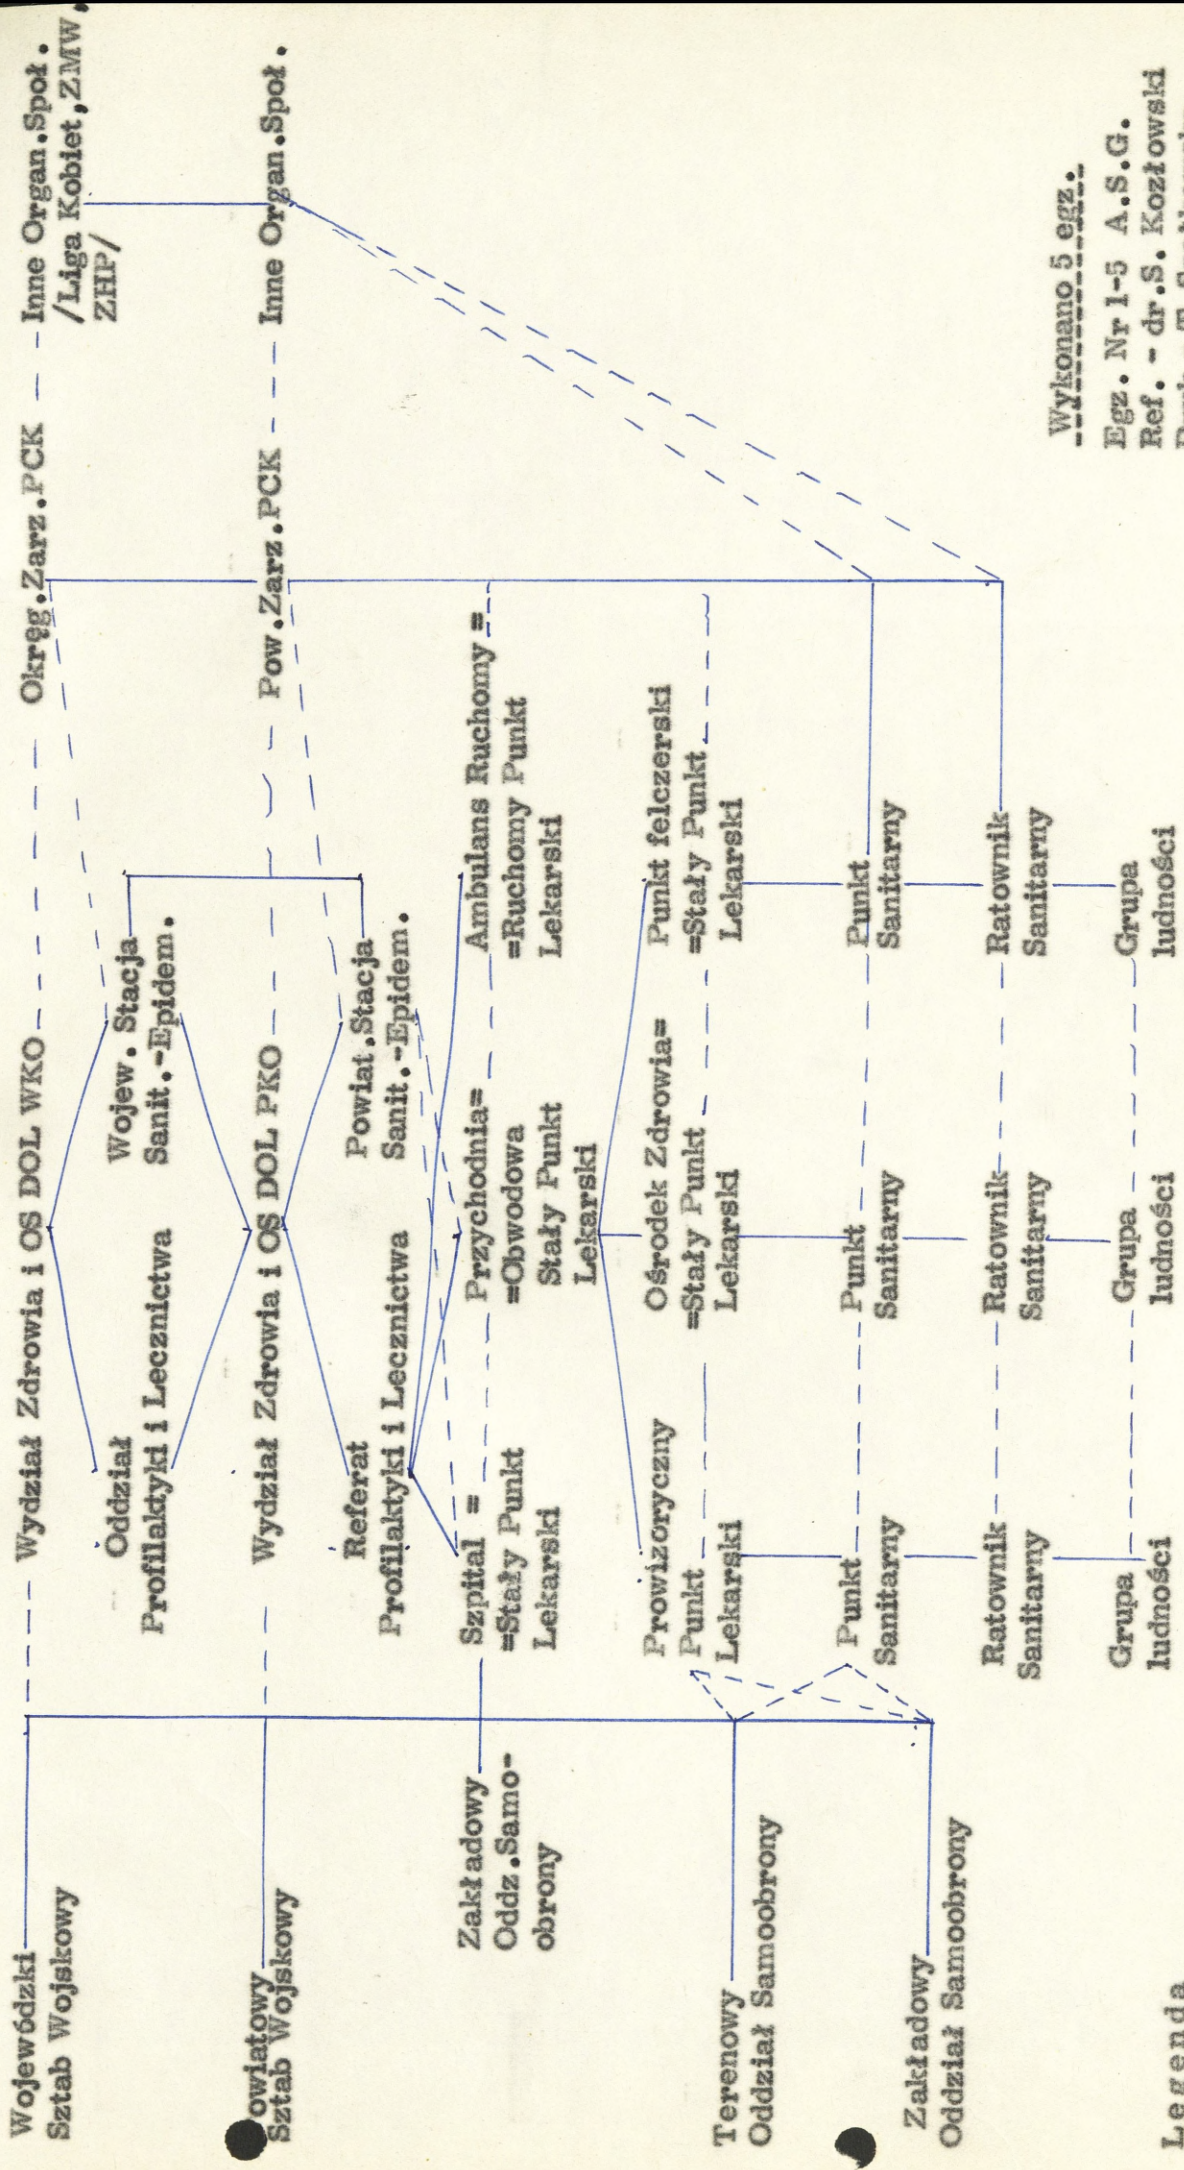 Wojewódzki
Sztab Wojskowy
Wydział Zdrowia i OS DOL WKO
Okręg.Zarz.PCK
Inne Organ.Społ.
/Liga Kobiet,ZMW,
ZHP/
Oddział
Profilaktyki i Lecznictwa
Wojew. Stacja
Sanit.-Epidem.
owiatowy
Sztab Wojskowy
Wydział Zdrowia i OS DOL PKO
Pow.Zarz.PCK
Inne Organ.Społ.
Referat
Profilaktyki i Lecznictwa
Powiat.Stacja
Sanit.-Epidem.
Zakładowy
Oddz.Samo-
obrony
Szpital =
=Stały Punkt
Lekarski
Przychodnia=
=Obwodowa
Stały Punkt
Lekarski
Ambulans Ruchomy =
=Ruchomy Punkt
Lekarski
Prowizoryczny
Punkt
Lekarski
Ośrodek Zdrowia=
=Stały Punkt
Lekarski
Punkt felczerski
=Stały Punkt
Lekarski
Terenowy
Oddział Samoobrony
Punkt
Sanitarny
Punkt
Sanitarny
Punkt
Sanitarny
Zakładowy
Oddział Samoobrony
Ratownik
Sanitarny
Ratownik
Sanitarny
Ratownik
Sanitarny
Grupa
ludności
Grupa
ludności
Grupa
ludności
Wykonano 5 egz.
Egz. Nr 1-5 A.S.G.
Ref. - dr.S. Kozłowski
Legenda